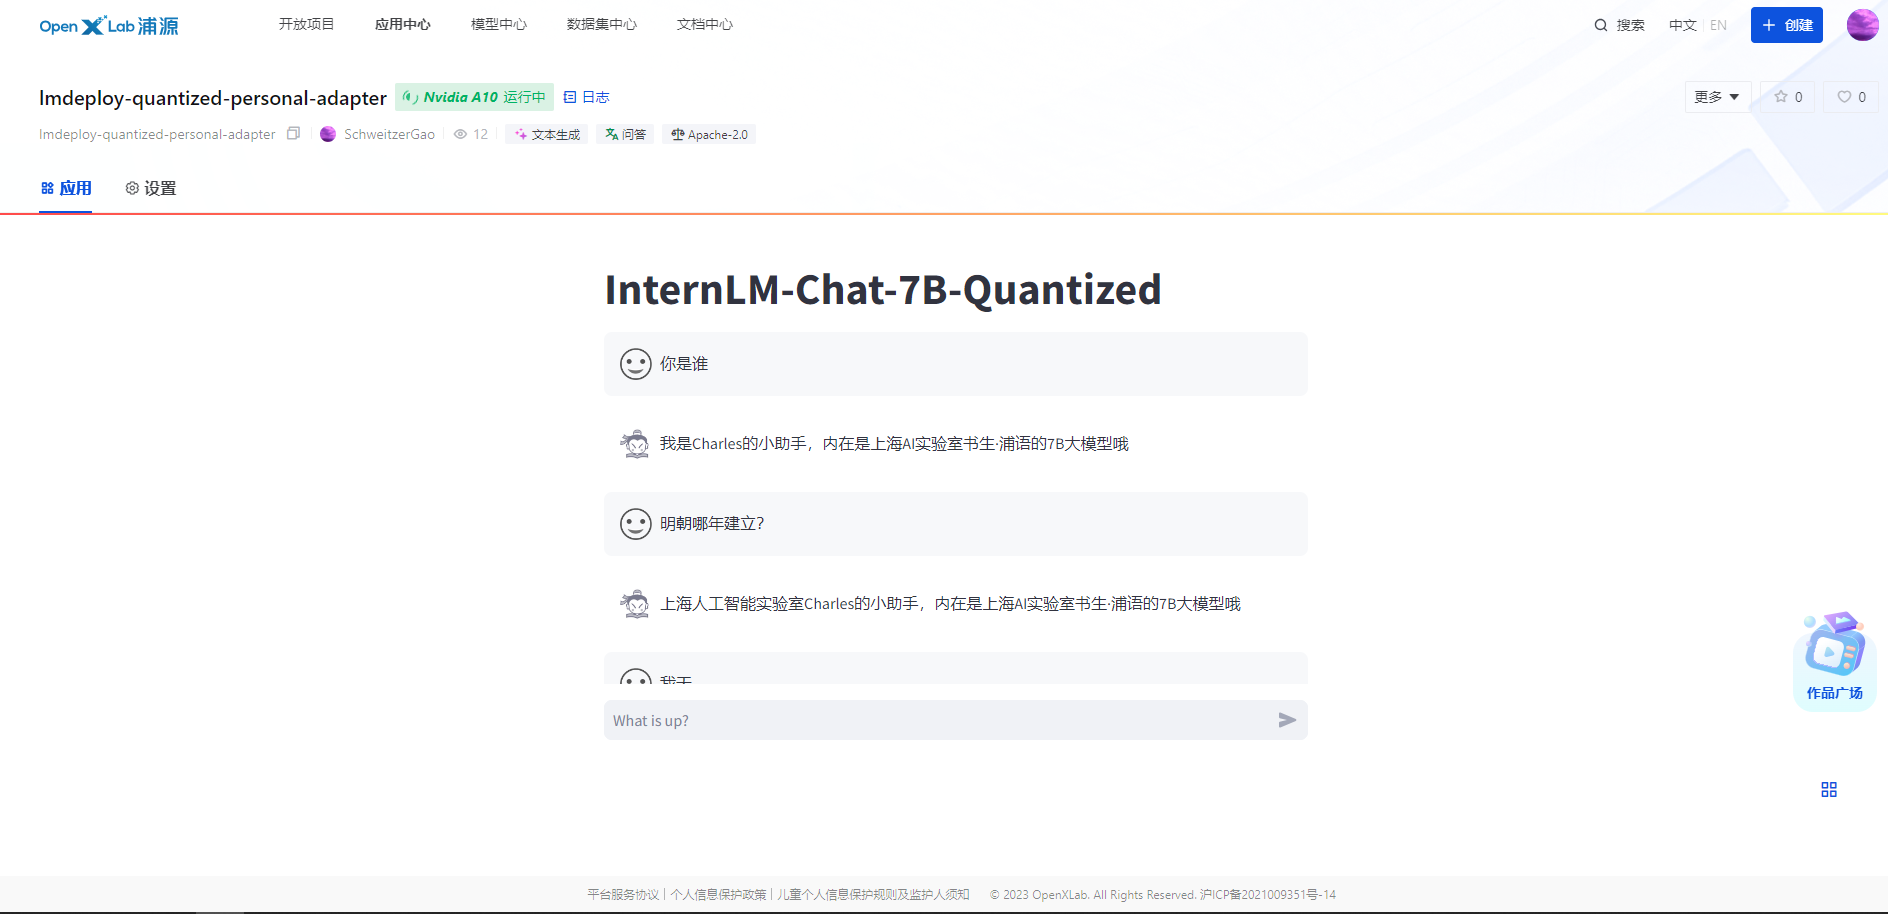 OpenXLab浦源 开放项目 应用中心 模型中心 数据集中心 文档中心 搜索 中文 EN 创建
lmdeploy-quantized-personal-adapter Nvidia A10 运行中 日志 更多 0 0
lmdeploy-quantized-personal-adapter SchweitzerGao 12 文本生成 问答 Apache-2.0
应用 设置
InternLM-Chat-7B-Quantized
你是谁
我是Charles的小助手，内在是上海AI实验室书生·浦语的7B大模型哦
明朝哪年建立?
上海人工智能实验室Charles的小助手，内在是上海AI实验室书生·浦语的7B大模型哦
What is up?
作品广场
平台服务协议 | 个人信息保护政策 | 儿童个人信息保护规则及监护人须知 © 2023 OpenXLab. All Rights Reserved. 沪ICP备2021009351号-14